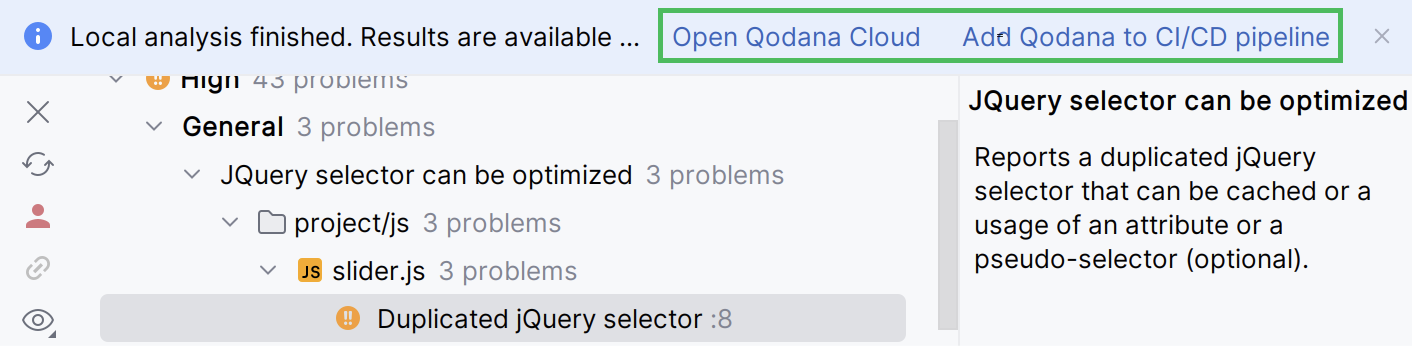 Local analysis finished. Results are available ... Open Qodana Cloud Add Qodana to CI/CD pipeline
High 43 problems
General 3 problems
JQuery selector can be optimized 3 problems
project/js 3 problems
JS slider.js 3 problems
Duplicated jQuery selector :8
JQuery selector can be optimized
Reports a duplicated jQuery
selector that can be cached or a
usage of an attribute or a
pseudo-selector (optional).